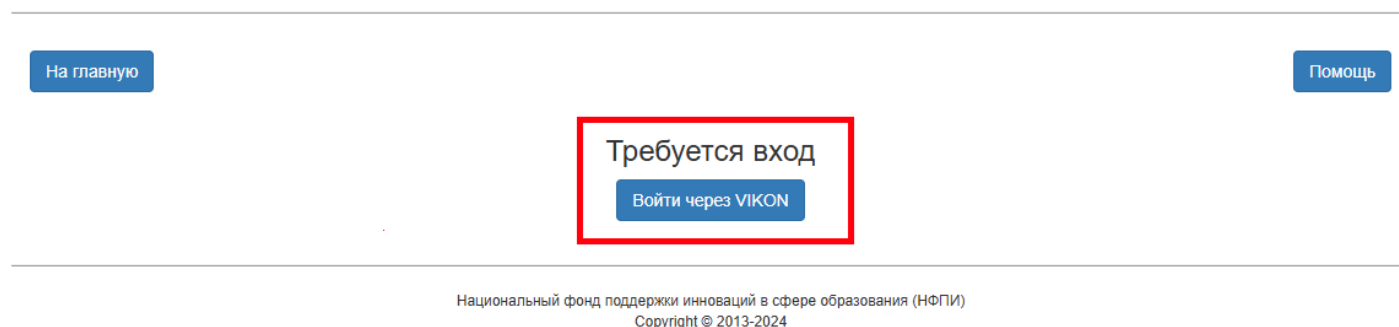 На главную
Помощь
Требуется вход
Войти через VIKON
Национальный фонд поддержки инноваций в сфере образования (НФПИ)
Copyright © 2013-2024